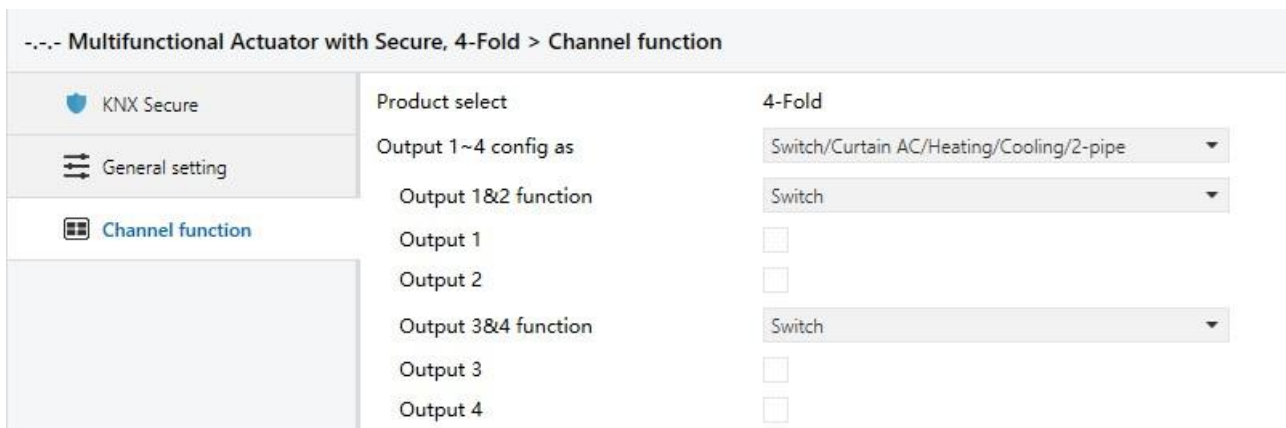 -.-.- Multifunctional Actuator with Secure, 4-Fold > Channel function
KNX Secure
General setting
Channel function
Product select 4-Fold
Output 1~4 config as Switch/Curtain AC/Heating/Cooling/2-pipe
Output 1&2 function Switch
Output 1
Output 2
Output 3&4 function Switch
Output 3
Output 4